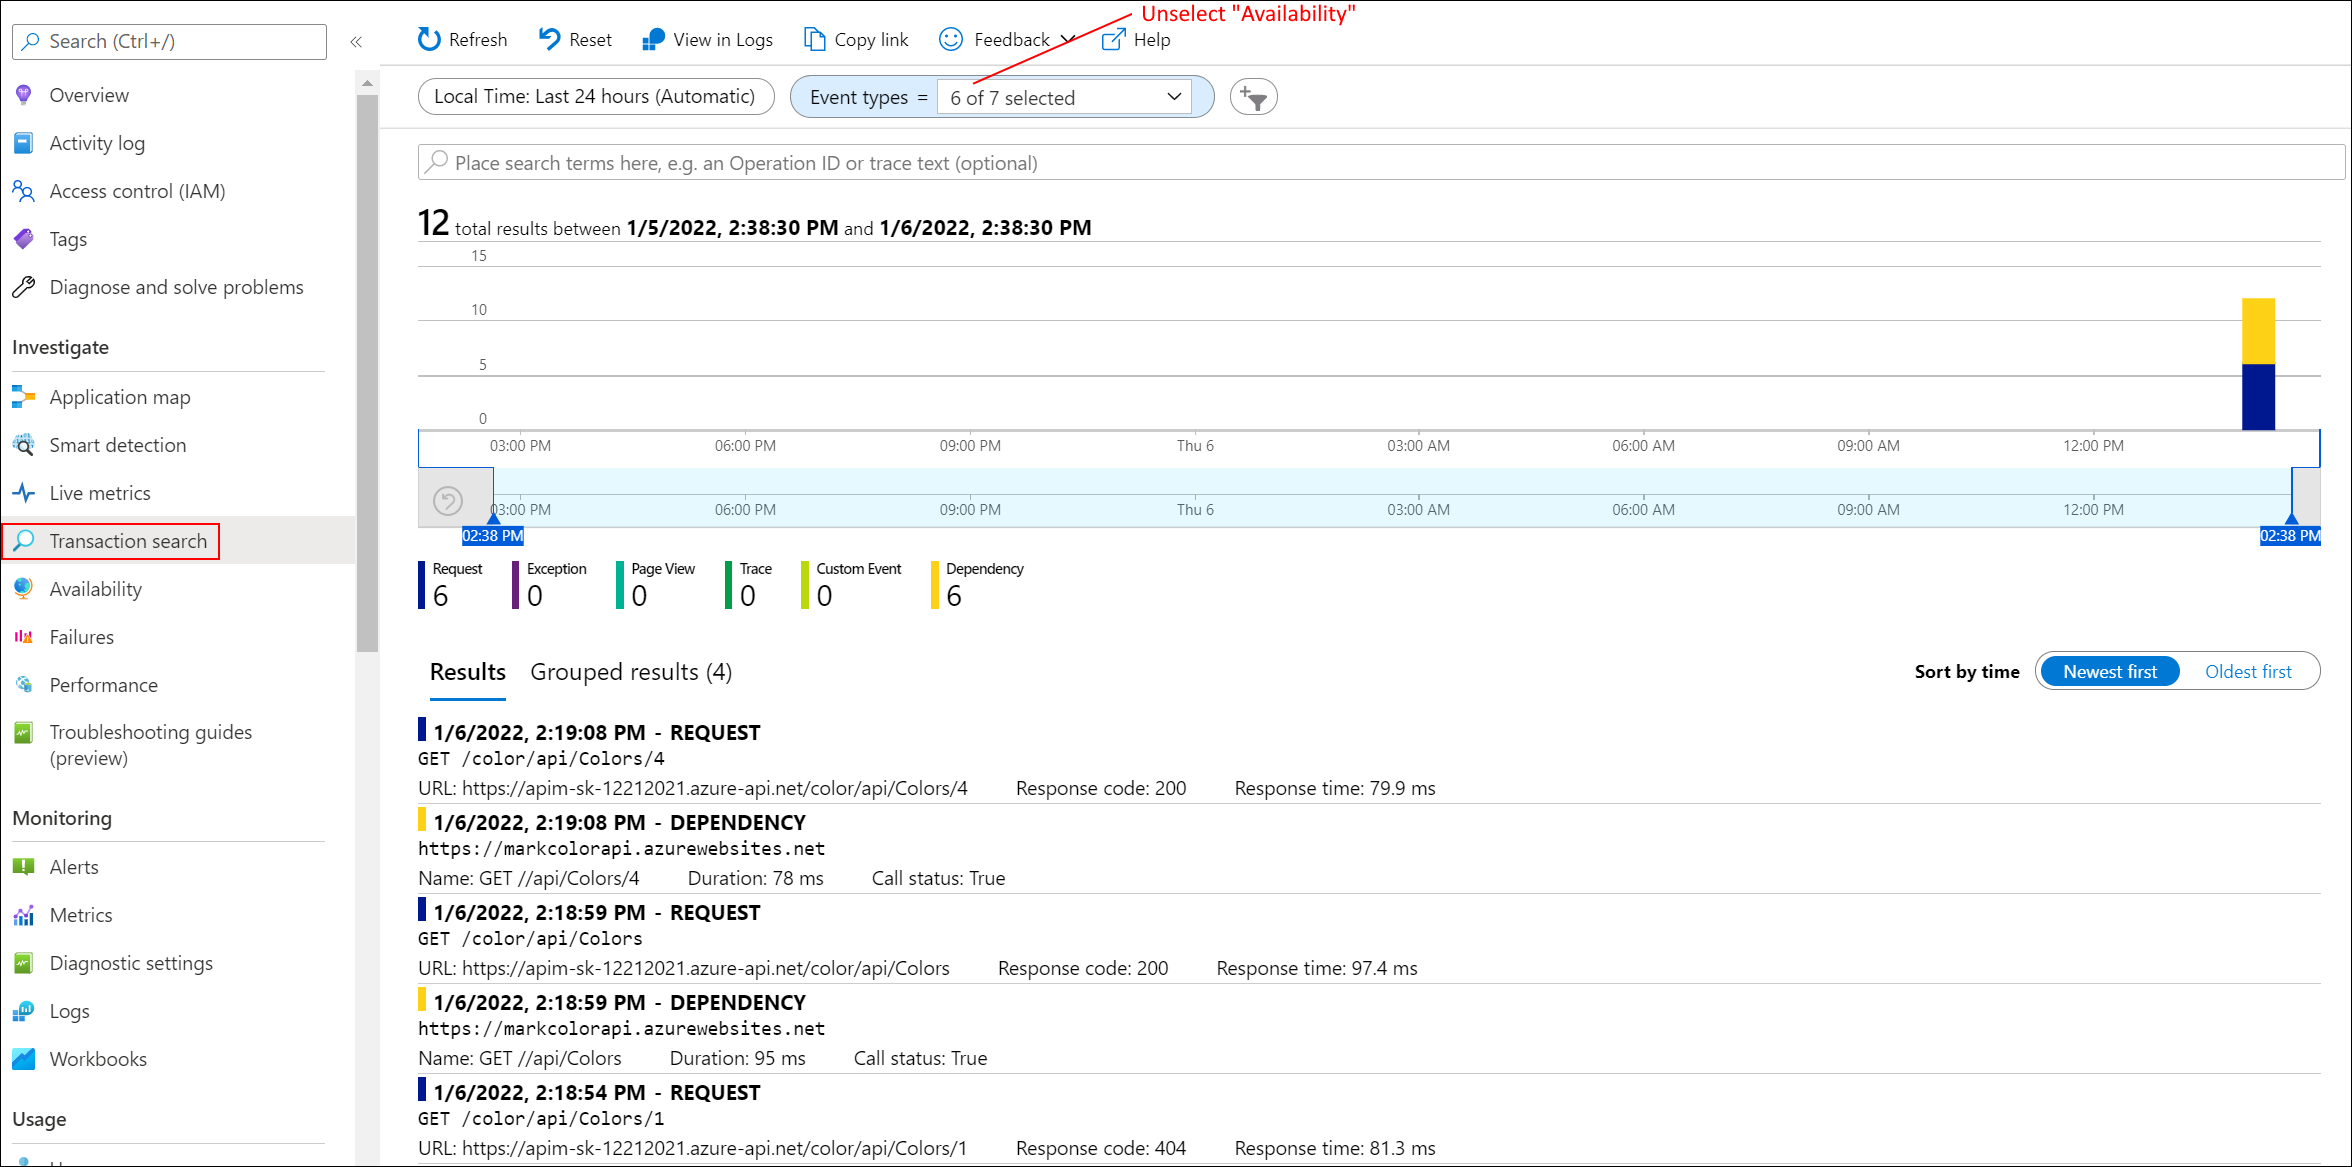 Unselect "Availability"
Search (Ctrl+/)
«
Refresh
Reset
View in Logs
Copy link
Feedback
Help
Local Time: Last 24 hours (Automatic)
Event types = 6 of 7 selected
Overview
Activity log
Access control (IAM)
Tags
Diagnose and solve problems
Investigate
Application map
Smart detection
Live metrics
Transaction search
Availability
Failures
Performance
Troubleshooting guides
(preview)
Monitoring
Alerts
Metrics
Diagnostic settings
Logs
Workbooks
Usage
Place search terms here, e.g. an Operation ID or trace text (optional)
12 total results between 1/5/2022, 2:38:30 PM and 1/6/2022, 2:38:30 PM
15
10
5
0
03:00 PM 06:00 PM 09:00 PM Thu 6 03:00 AM 06:00 AM 09:00 AM 12:00 PM
03:00 PM 06:00 PM 09:00 PM Thu 6 03:00 AM 06:00 AM 09:00 AM 12:00 PM
02:38 PM 02:38 PM
Request Exception Page View Trace Custom Event Dependency
6 0 0 0 0 6
Results Grouped results (4)
Sort by time Newest first Oldest first
1/6/2022, 2:19:08 PM - REQUEST
GET /color/api/Colors/4
URL: https://apim-sk-12212021.azure-api.net/color/api/Colors/4 Response code: 200 Response time: 79.9 ms
1/6/2022, 2:19:08 PM - DEPENDENCY
https://markcolorapi.azurewebsites.net
Name: GET //api/Colors/4 Duration: 78 ms Call status: True
1/6/2022, 2:18:59 PM - REQUEST
GET /color/api/Colors
URL: https://apim-sk-12212021.azure-api.net/color/api/Colors Response code: 200 Response time: 97.4 ms
1/6/2022, 2:18:59 PM - DEPENDENCY
https://markcolorapi.azurewebsites.net
Name: GET //api/Colors Duration: 95 ms Call status: True
1/6/2022, 2:18:54 PM - REQUEST
GET /color/api/Colors/1
URL: https://apim-sk-12212021.azure-api.net/color/api/Colors/1 Response code: 404 Response time: 81.3 ms